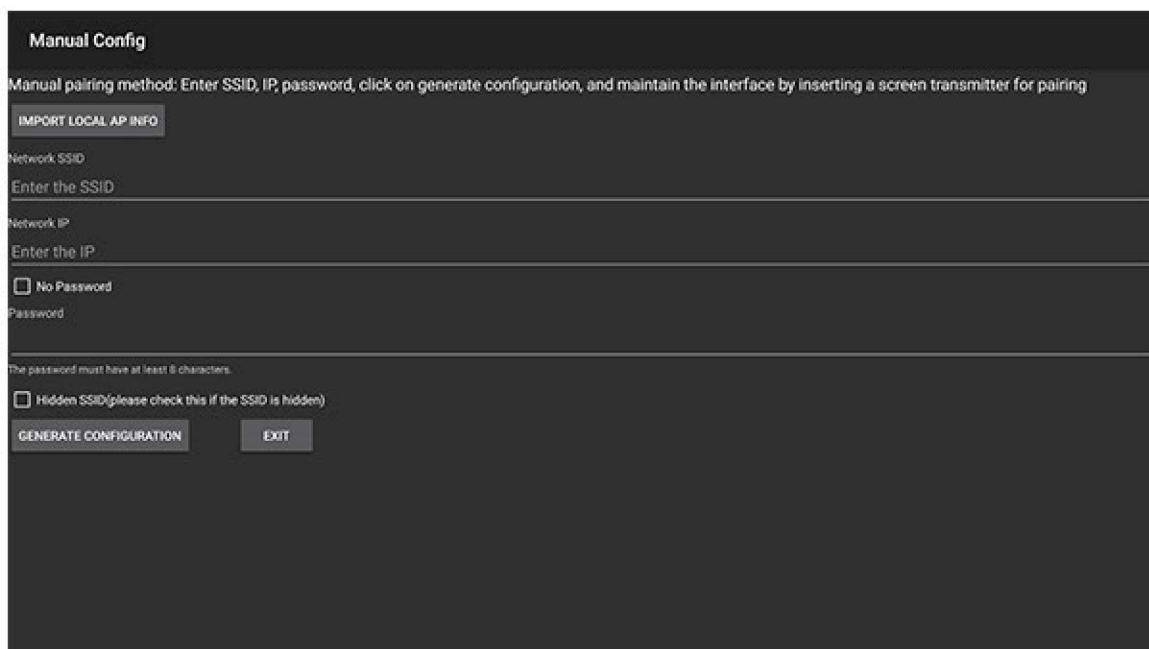 Manual Config
Manual pairing method: Enter SSID, IP, password, click on generate configuration, and maintain the interface by inserting a screen transmitter for pairing
IMPORT LOCAL AP INFO
Network SSID
Enter the SSID
Network IP
Enter the IP
No Password
Password
The password must have at least 8 characters.
Hidden SSID(please check this if the SSID is hidden)
GENERATE CONFIGURATION EXIT